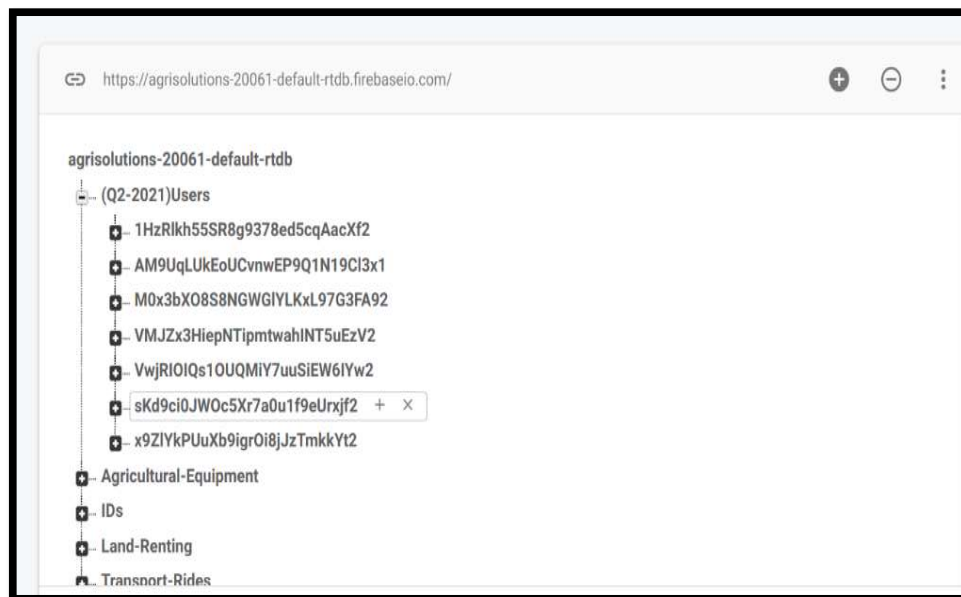 https://agrisolutions-20061-default-rtdb.firebaseio.com/
agrisolutions-20061-default-rtdb
(Q2-2021)Users
1HzRlkh55SR8g9378ed5cqAacXf2
AM9UqLUkEoUCvnwEP9Q1N19Cl3x1
M0x3bXO8S8NGWGlYLKxL97G3FA92
VMJZx3HiepNTipmtwahINT5uEzV2
VwjRIOIQs1OUQMiY7uuSiEW6IYw2
sKd9ci0JWOc5Xr7a0u1f9eUrxjf2 + ×
x9ZlYkPUuXb9igrOi8jJzTmkkYt2
Agricultural-Equipment
IDs
Land-Renting
Transport-Rides